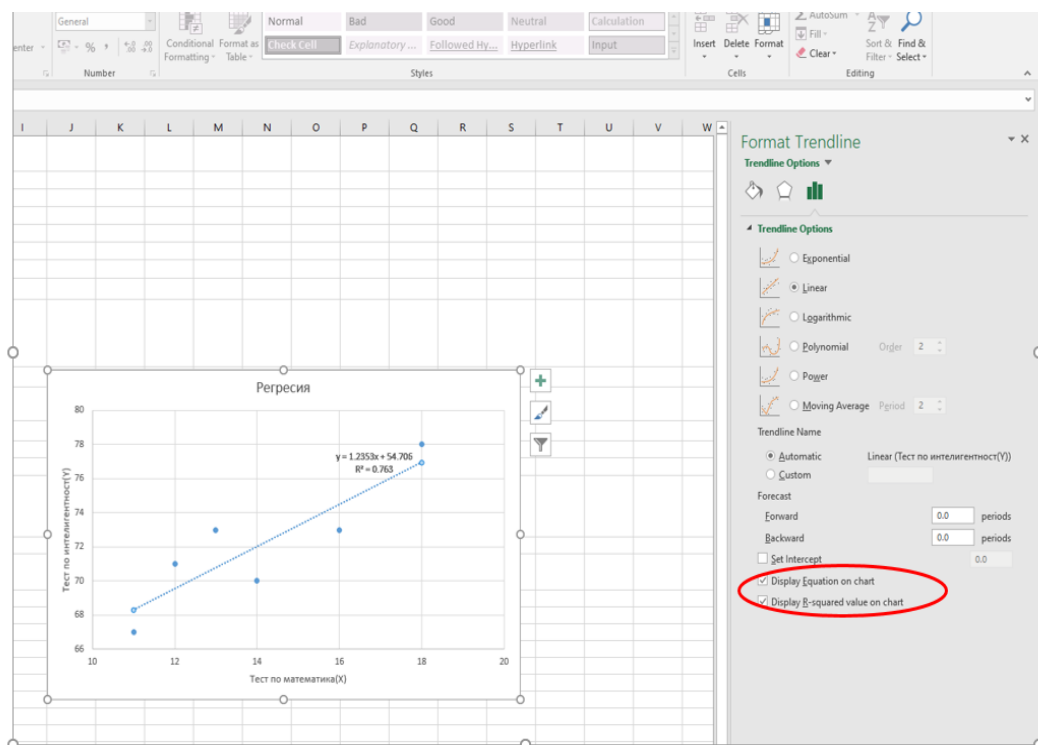 General
Normal Bad Good Neutral Calculation
Check Cell Explanatory ... Followed Hy... Hyperlink Input
enter
% ,
Conditional Formatting
Format as Table
Insert Delete Format
AutoSum
Fill
Clear
Sort & Filter
Find & Select
Number Styles Cells Editing
I J K L M N O P Q R S T U V W
Format Trendline
Trendline Options
Trendline Options
Exponential
Linear
Logarithmic
Polynomial Order 2
Power
Moving Average Period 2
Trendline Name
Automatic Linear (Тест по интелигентност(Y))
Custom
Forecast
Forward 0.0 periods
Backward 0.0 periods
Set Intercept 0.0
Display Equation on chart
Display R-squared value on chart
Регресия
80
78
76
74
72
70
68
66
Тест по интелигентност(Y)
y = 1.2353x + 54.706
R² = 0.763
10 12 14 16 18 20
Тест по математика(X)